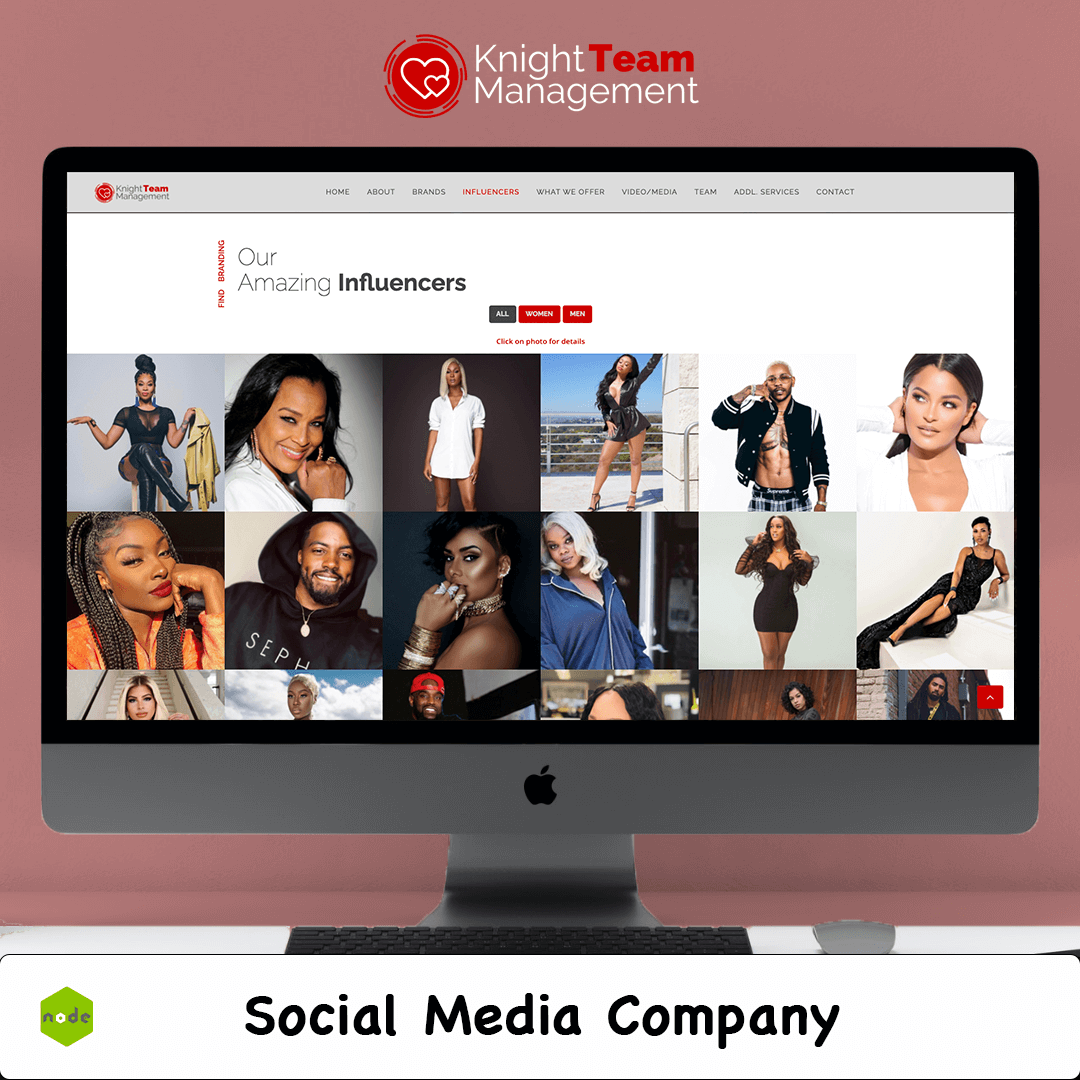 Knight Team
Management
Knight Team
Management
HOME ABOUT BRANDS INFLUENCERS WHAT WE OFFER VIDEO/MEDIA TEAM ADDL. SERVICES CONTACT
FIND BRANDING
Our
Amazing Influencers
ALL WOMEN MEN
Click on photo for details
Supreme
SEPH
node
Social Media Company